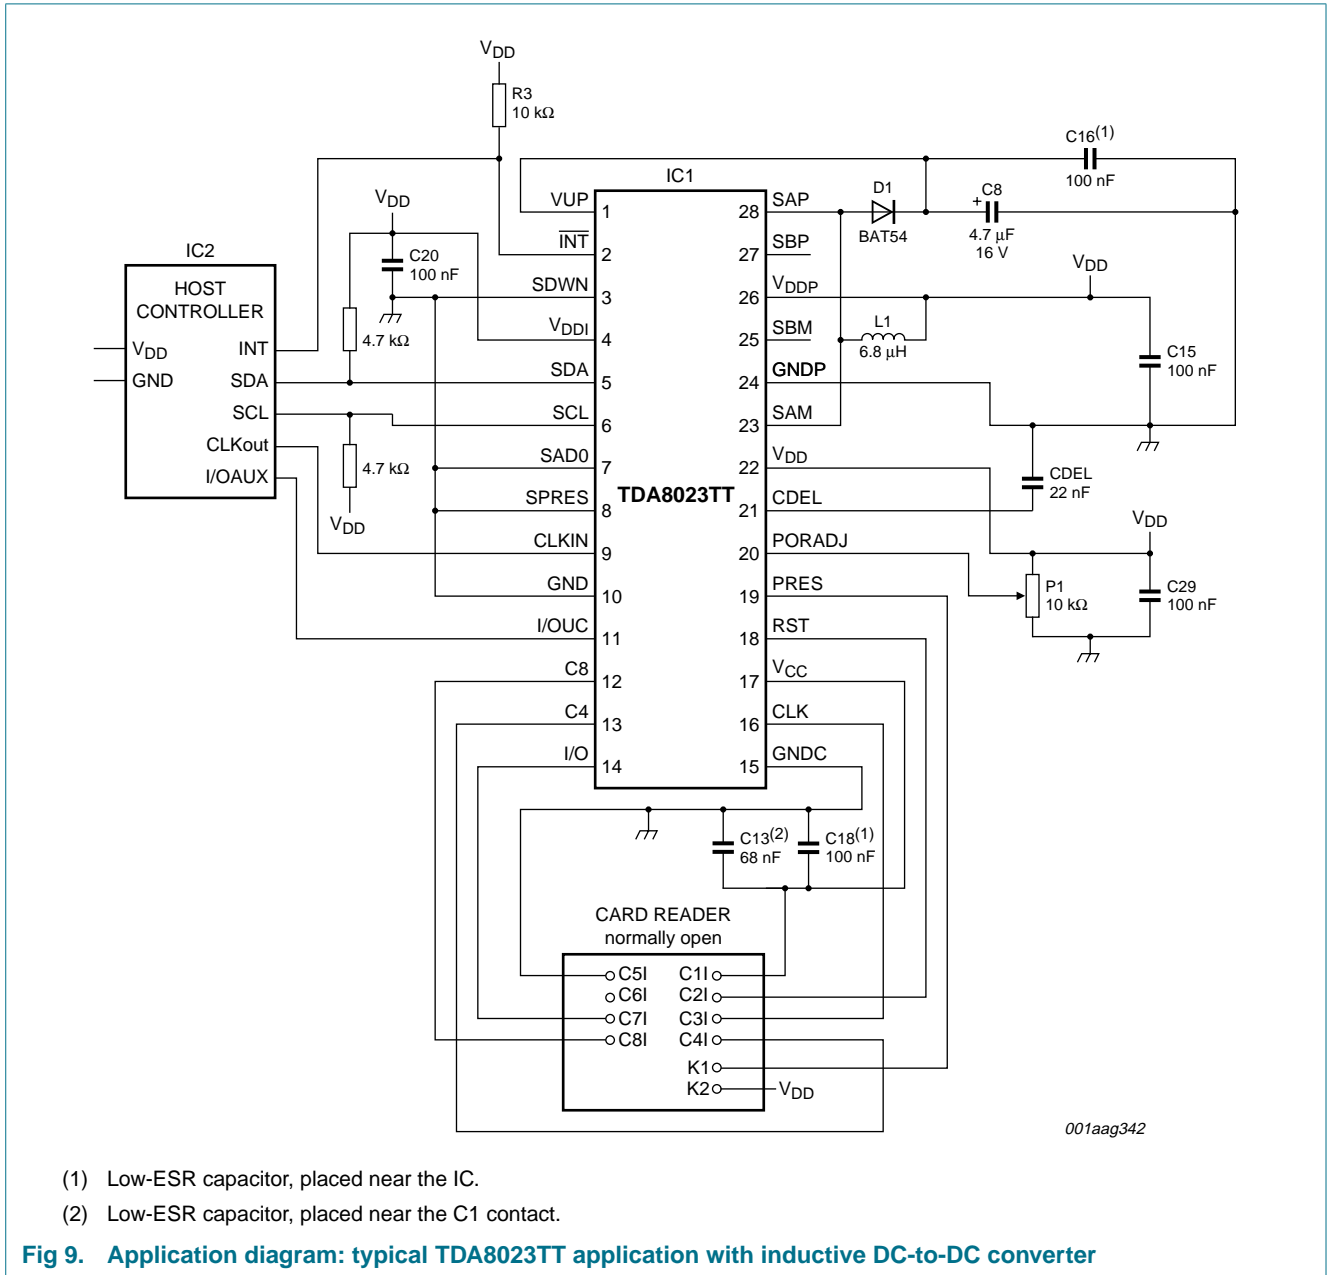 VDD
R3
10 kΩ
C16(1)
100 nF
IC1
VDD
C20
100 nF
IC2
HOST
CONTROLLER
VDD
GND
INT
SDA
SCL
CLKout
I/OAUX
4.7 kΩ
4.7 kΩ
VDD
VUP
1
INT
2
SDWN
3
VDDI
4
SDA
5
SCL
6
SAD0
7
SPRES
8
CLKIN
9
GND
10
I/OUC
11
C8
12
C4
13
I/O
14
TDA8023TT
28
SAP
27
SBP
26
VDDP
25
SBM
24
GNDP
23
SAM
22
VDD
21
CDEL
20
PORADJ
19
PRES
18
RST
17
VCC
16
CLK
15
GNDC
D1
BAT54
+
C8
4.7 μF
16 V
VDD
L1
6.8 μH
C15
100 nF
CDEL
22 nF
VDD
P1
10 kΩ
C29
100 nF
C13(2)
68 nF
C18(1)
100 nF
CARD READER
normally open
C5I
C1I
C6I
C2I
C7I
C3I
C8I
C4I
K1
K2
VDD
001aag342
(1) Low-ESR capacitor, placed near the IC.
(2) Low-ESR capacitor, placed near the C1 contact.
Fig 9. Application diagram: typical TDA8023TT application with inductive DC-to-DC converter